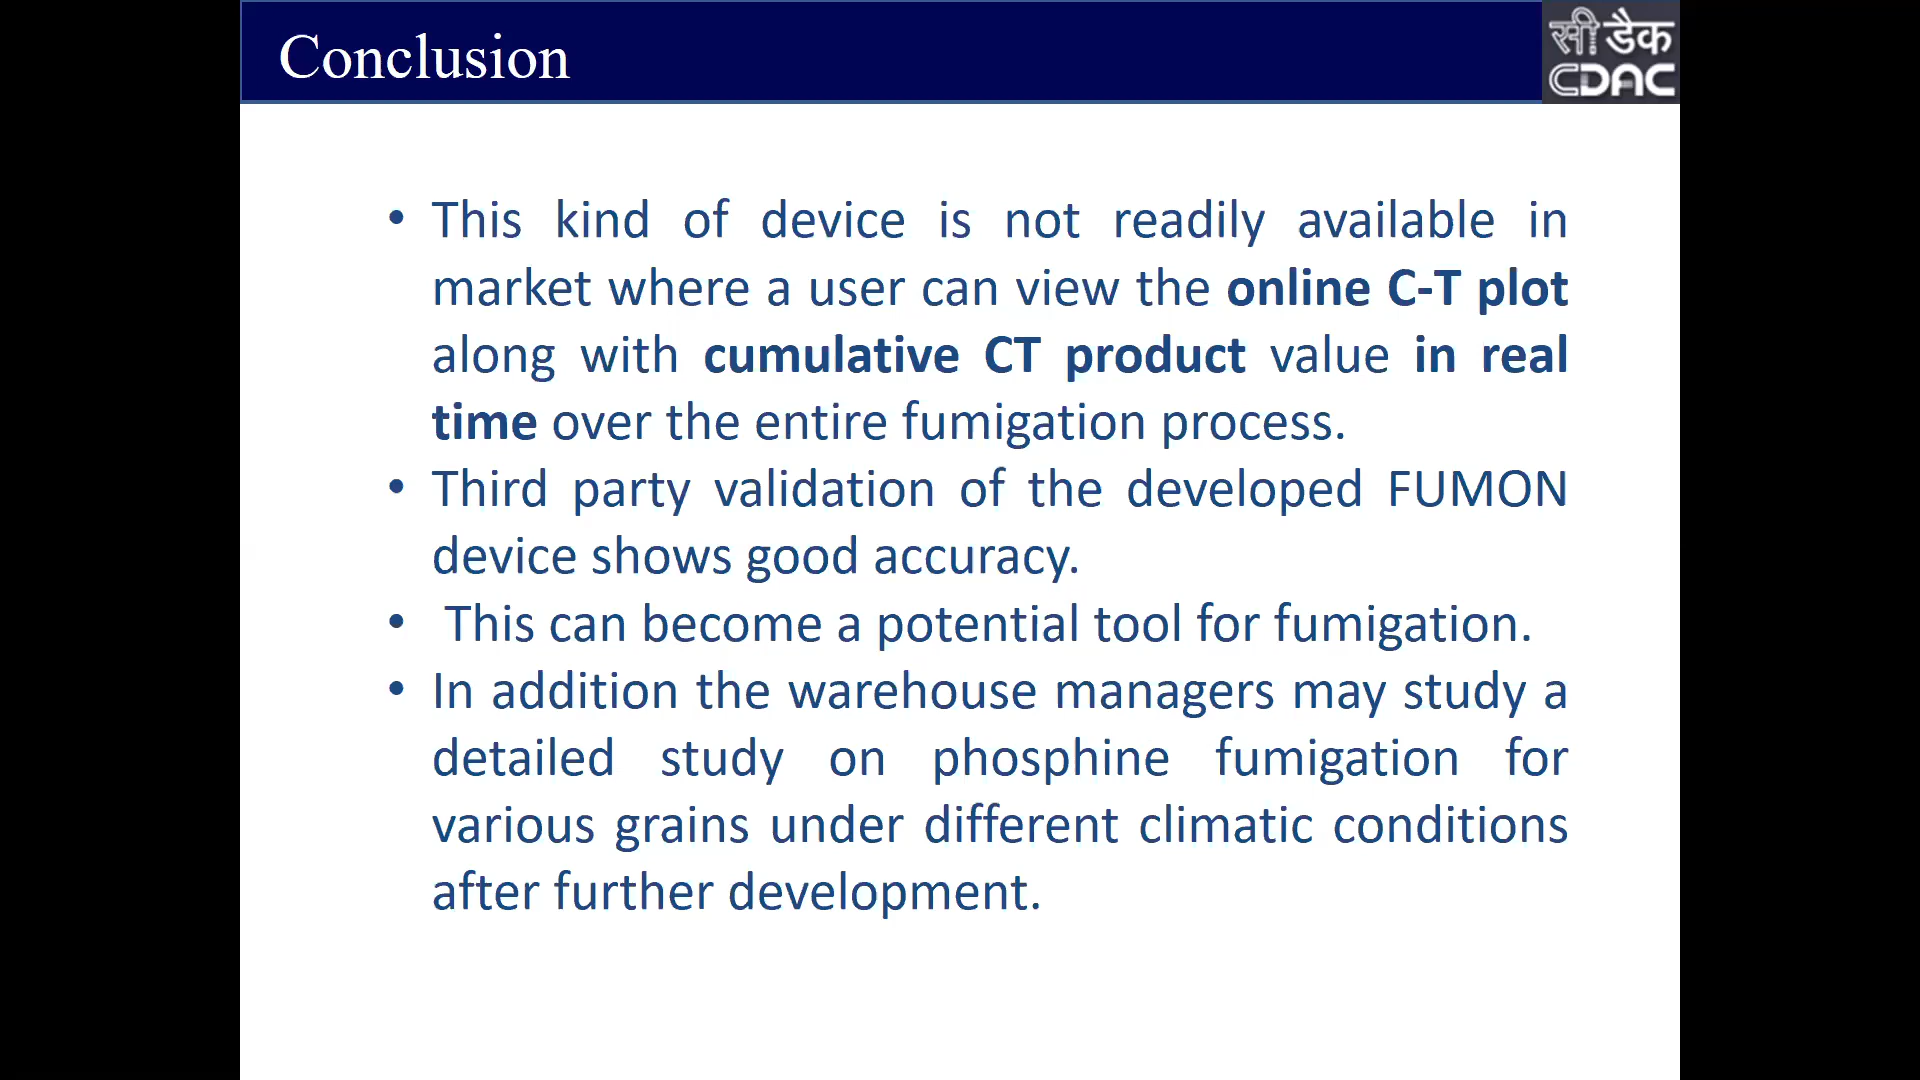 Conclusion
सी डैक
CDAC
• This kind of device is not readily available in
market where a user can view the online C-T plot
along with cumulative CT product value in real
time over the entire fumigation process.
• Third party validation of the developed FUMON
device shows good accuracy.
• This can become a potential tool for fumigation.
• In addition the warehouse managers may study a
detailed study on phosphine fumigation for
various grains under different climatic conditions
after further development.